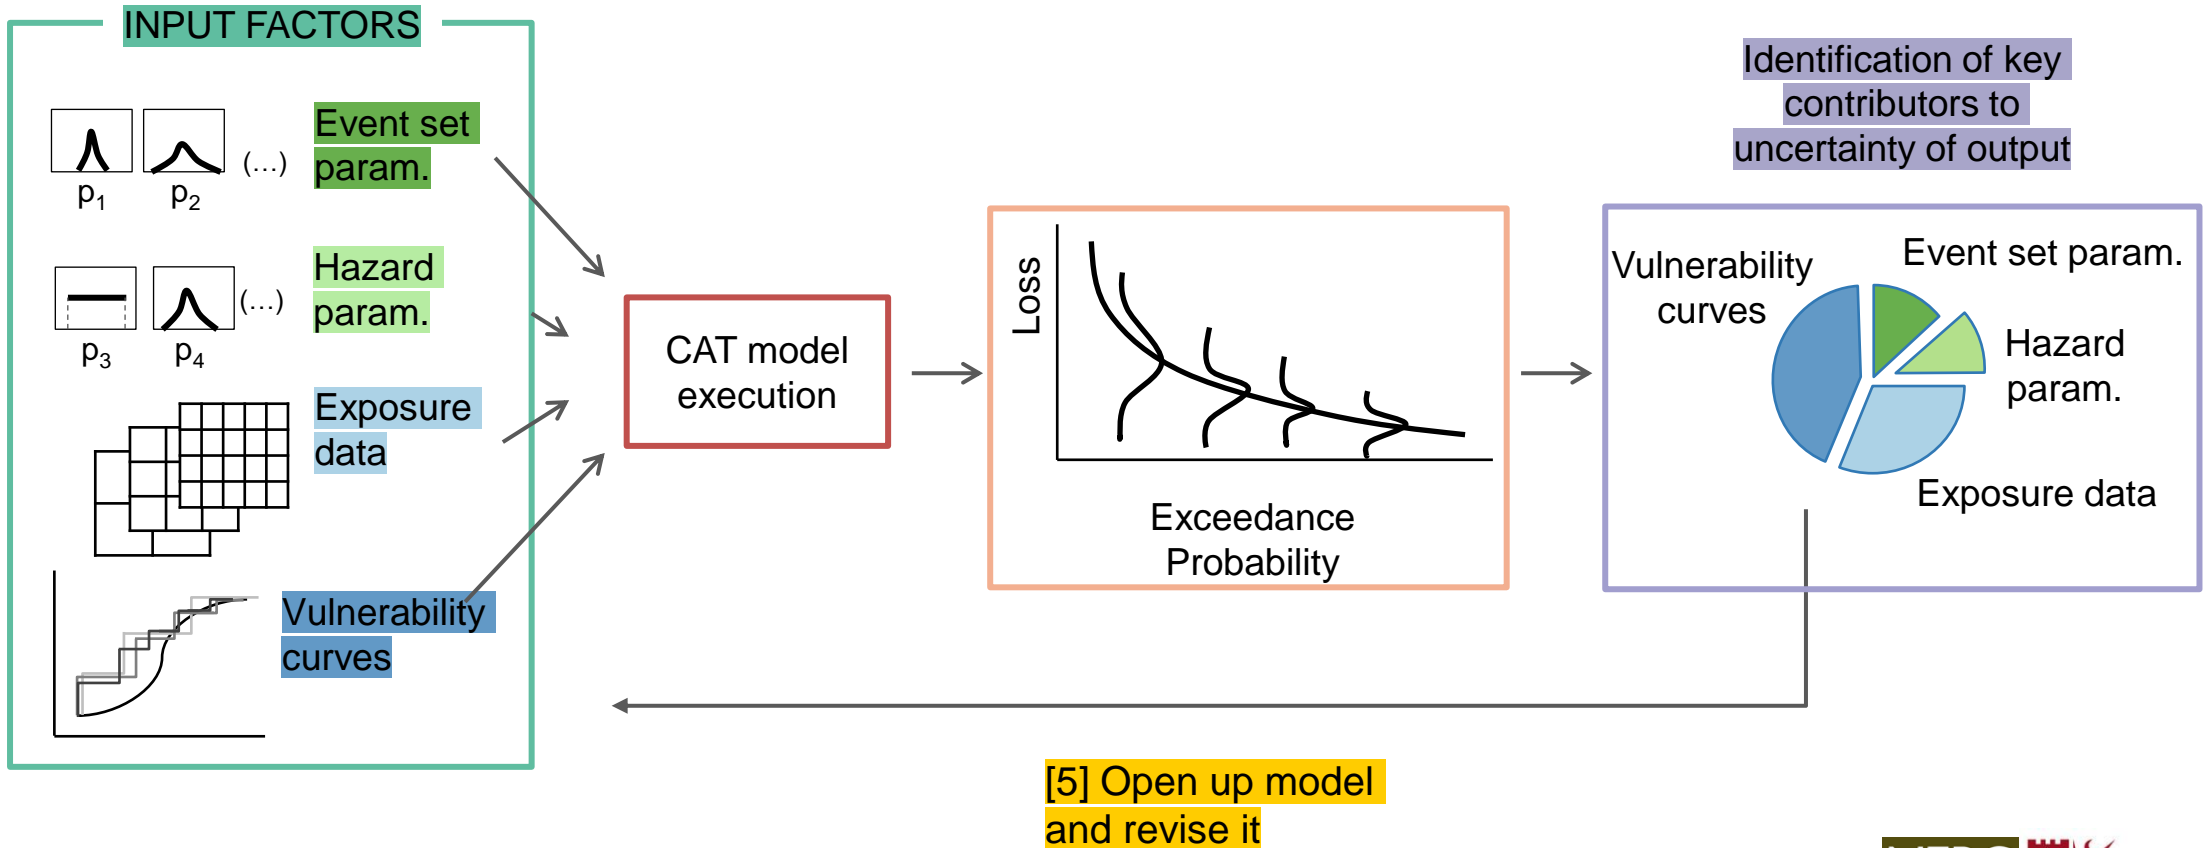 INPUT FACTORS
Event set
param.
(...)
p1
p2
Hazard
param.
(...)
p3
p4
Exposure
data
Vulnerability
curves
CAT model
execution
Loss
Exceedance
Probability
Identification of key
contributors to
uncertainty of output
Vulnerability
curves
Event set param.
Hazard
param.
Exposure data
[5] Open up model
and revise it